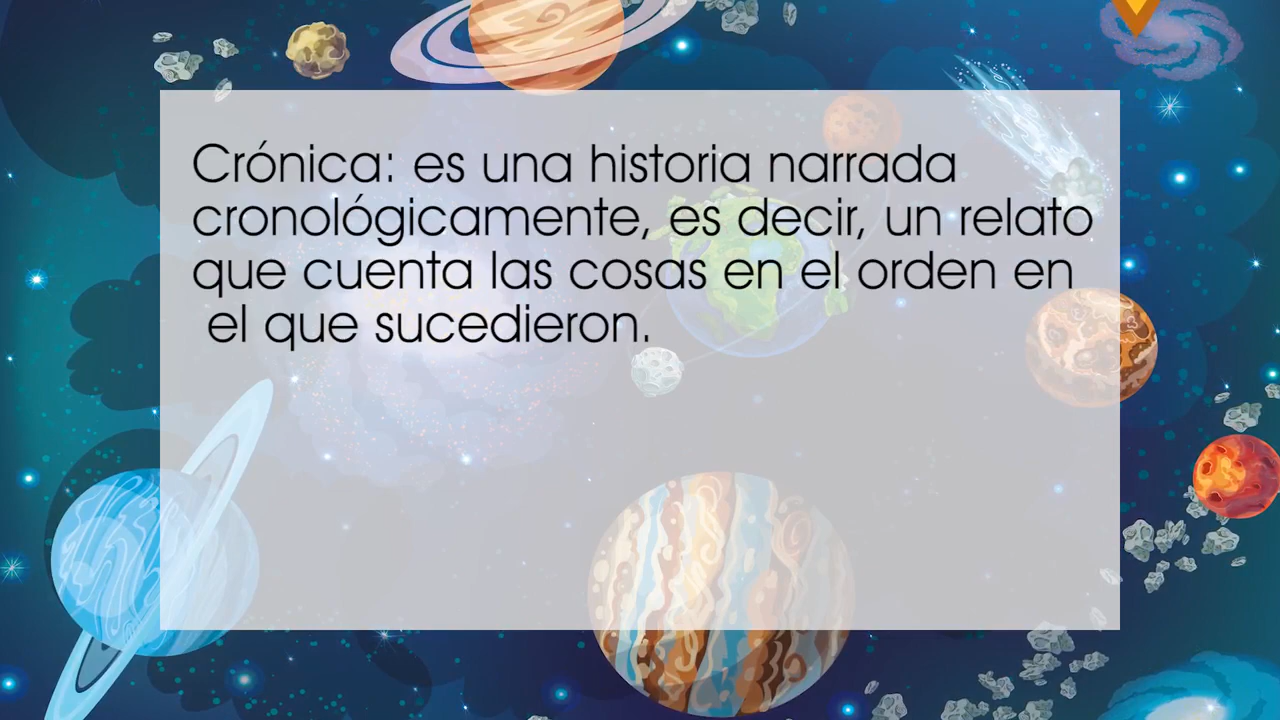 Crónica: es una historia narrada
cronológicamente, es decir, un relato
que cuenta las cosas en el orden en
el que sucedieron.